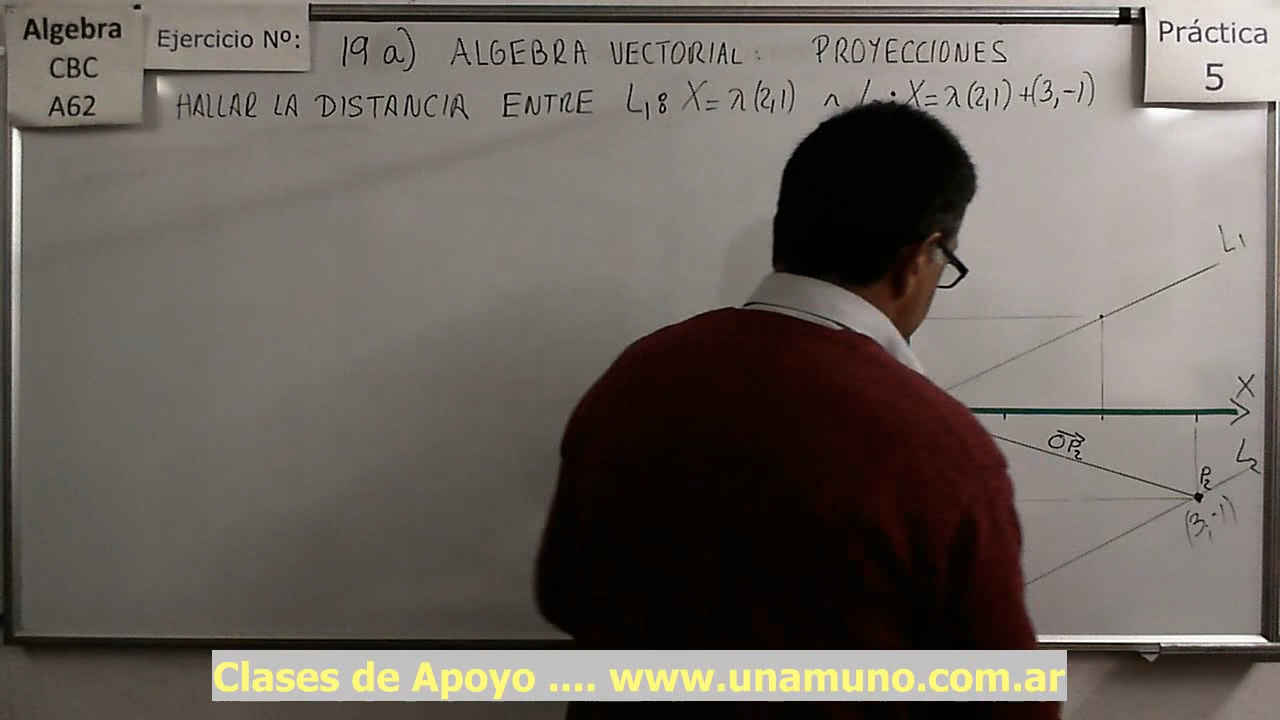 Algebra
CBC
A62
Ejercicio Nº:
19 a) ALGEBRA VECTORIAL: PROYECCIONES
Práctica
5
HALLAR LA DISTANCIA ENTRE L₁: X=λ(2,1) ∧ L : X=λ(2,1)+(3,-1)
L₁
X
OP₂
L₂
P₂
(3,-1)
Clases de Apoyo .... www.unamuno.com.ar